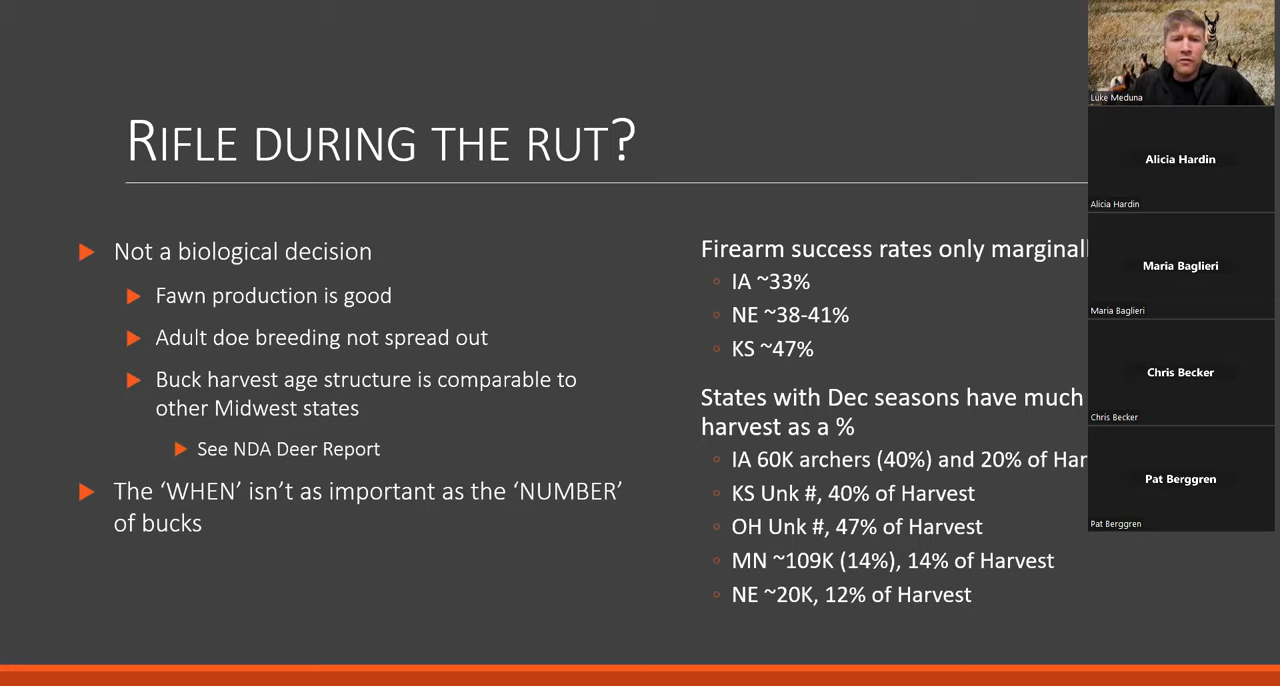 RIFLE DURING THE RUT?
Not a biological decision
Fawn production is good
Adult doe breeding not spread out
Buck harvest age structure is comparable to
other Midwest states
See NDA Deer Report
The ‘WHEN’ isn’t as important as the ‘NUMBER’
of bucks
Firearm success rates only
IA ~33%
NE ~38-41%
KS ~47%
States with Dec seasons have much
harvest as a %
IA 60K archers (40%) and 20% of
KS Unk #, 40% of Harvest
OH Unk #, 47% of Harvest
MN ~109K (14%), 14% of Harvest
NE ~20K, 12% of Harvest
Luke Meduna
Alicia Hardin
Alicia Hardin
Maria Baglieri
Maria Baglieri
Chris Becker
Chris Becker
Pat Berggren
Pat Berggren